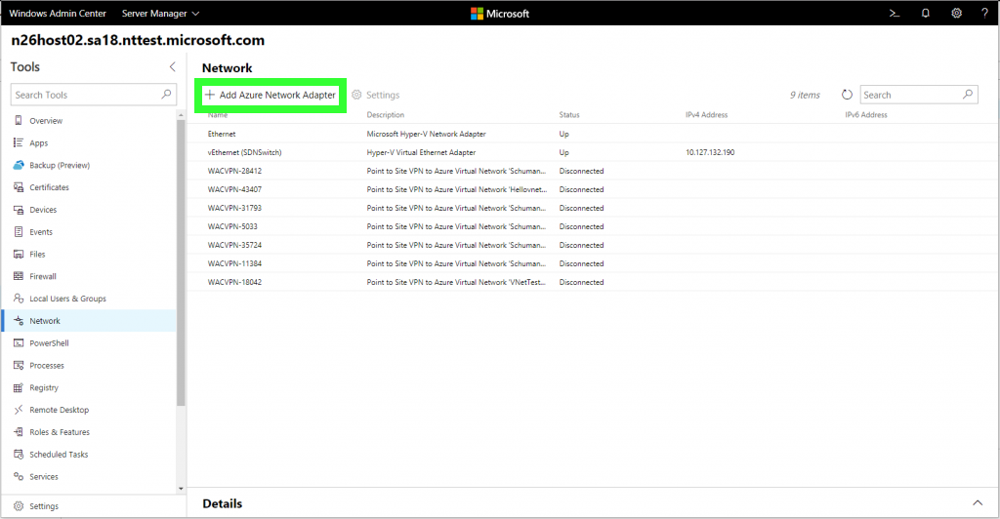 Windows Admin Center Server Manager Microsoft ?
n26host02.sa18.nttest.microsoft.com
Tools
Search Tools
Overview
Apps
Backup (Preview)
Certificates
Devices
Events
Files
Firewall
Local Users & Groups
Network
PowerShell
Processes
Registry
Remote Desktop
Roles & Features
Scheduled Tasks
Services
Settings
Network
+ Add Azure Network Adapter Settings 9 items Search
Name Description Status IPv4 Address IPv6 Address
Ethernet Microsoft Hyper-V Network Adapter Up
vEthernet (SDNSwitch) Hyper-V Virtual Ethernet Adapter Up 10.127.132.190
WACVPN-28412 Point to Site VPN to Azure Virtual Network 'Schuman... Disconnected
WACVPN-43407 Point to Site VPN to Azure Virtual Network 'Hellovnet... Disconnected
WACVPN-31793 Point to Site VPN to Azure Virtual Network 'Schuman... Disconnected
WACVPN-5033 Point to Site VPN to Azure Virtual Network 'Schuman... Disconnected
WACVPN-35724 Point to Site VPN to Azure Virtual Network 'Schuman... Disconnected
WACVPN-11384 Point to Site VPN to Azure Virtual Network 'Schuman... Disconnected
WACVPN-18042 Point to Site VPN to Azure Virtual Network 'VNetTest... Disconnected
Details